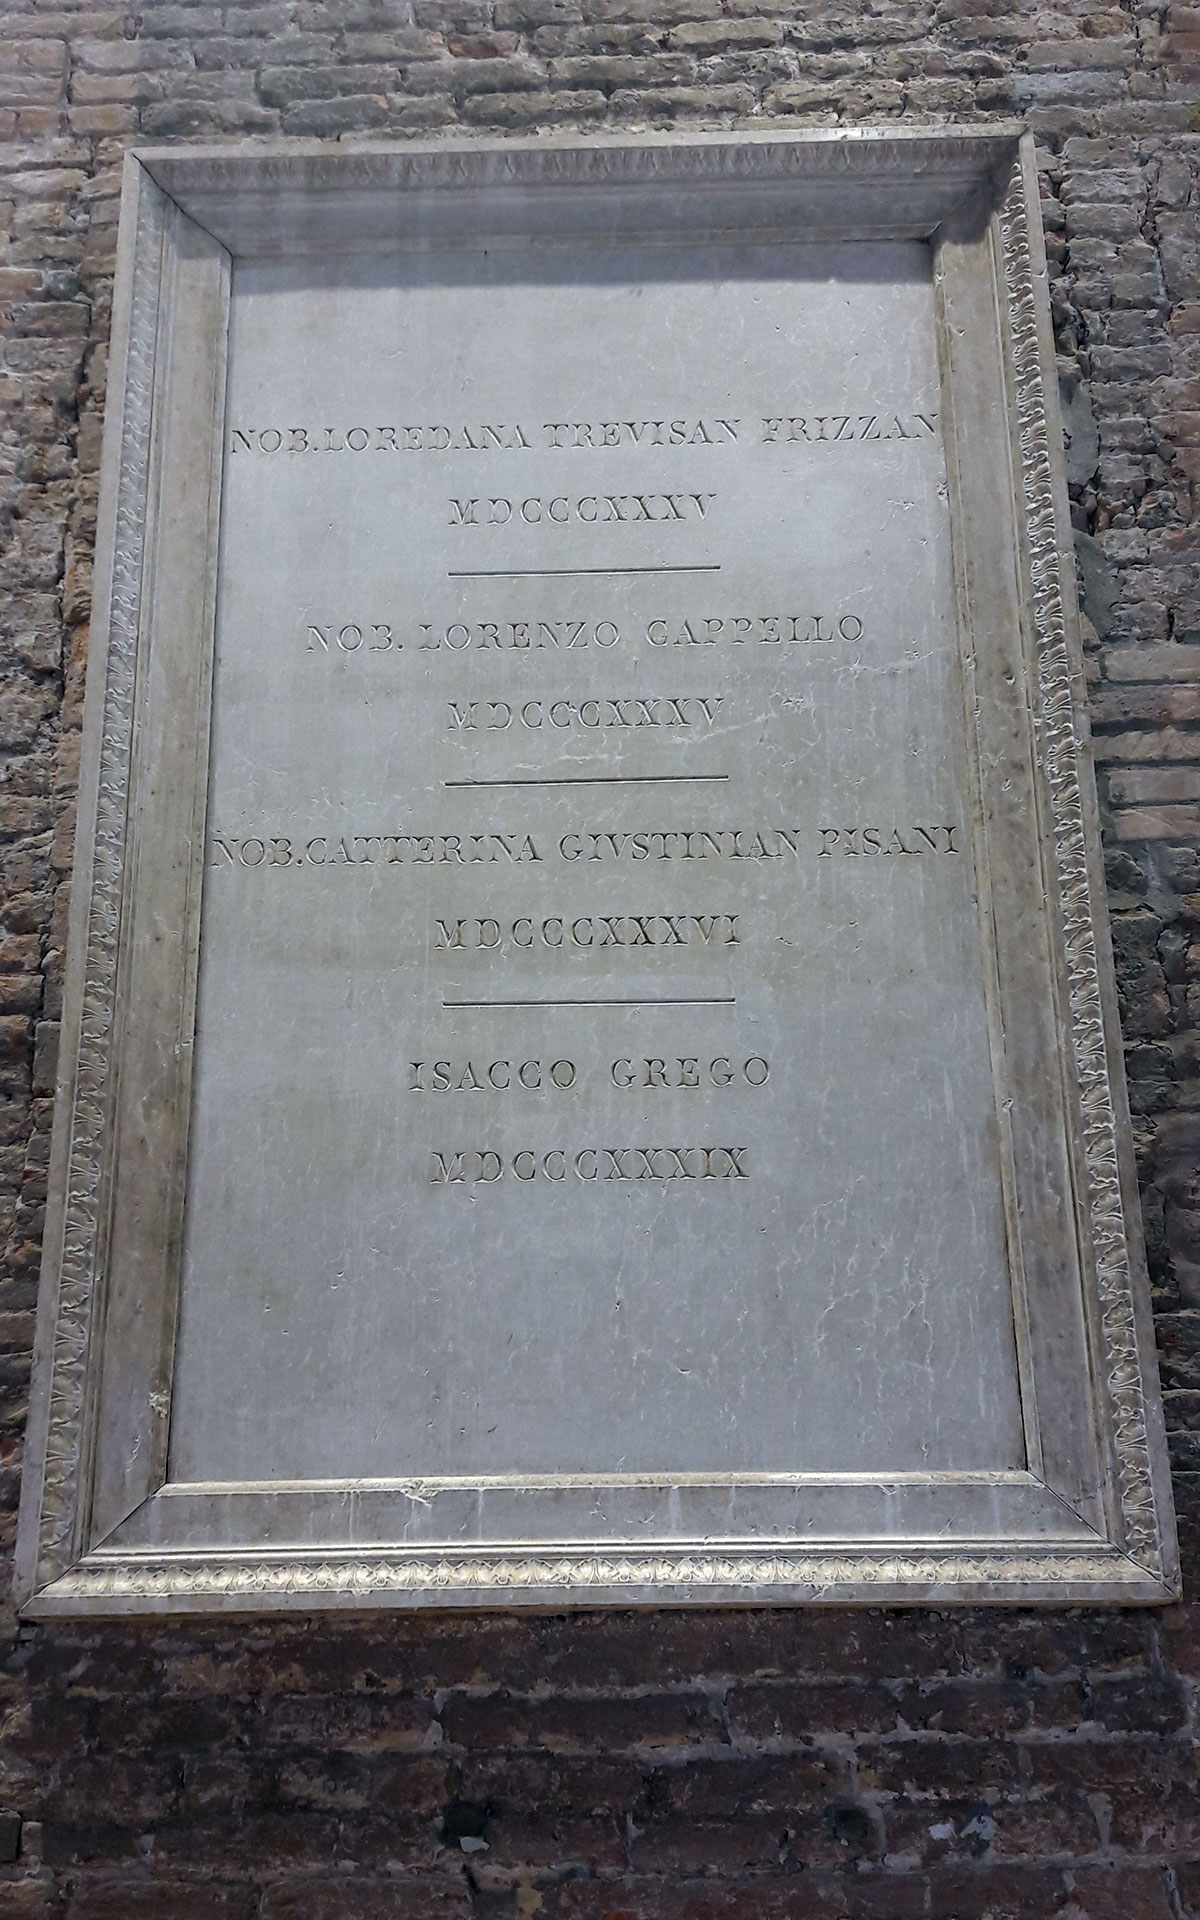 NOB. LOREDANA TREVISAN FRIZZAN
MDCCCXXXV
NOB. LORENZO CAPPELLO
MDCCCXXXV
NOB. CATTERINA GIVSTINIAN PISANI
MDCCCXXXVI
ISACCO GREGO
MDCCCXXXIX